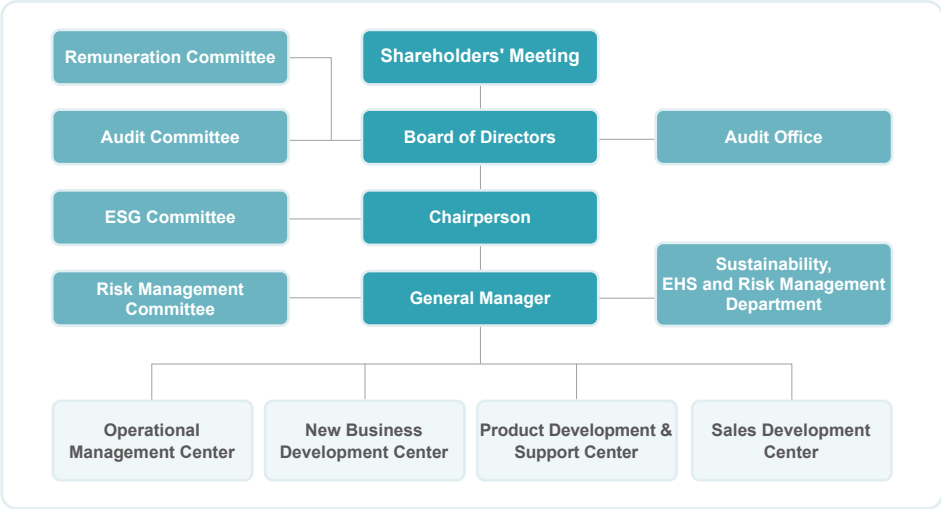 Remuneration Committee
Shareholders' Meeting
Audit Committee
Board of Directors
Audit Office
ESG Committee
Chairperson
Risk Management
Committee
General Manager
Sustainability,
EHS and Risk Management
Department
Operational
Management Center
New Business
Development Center
Product Development &
Support Center
Sales Development
Center